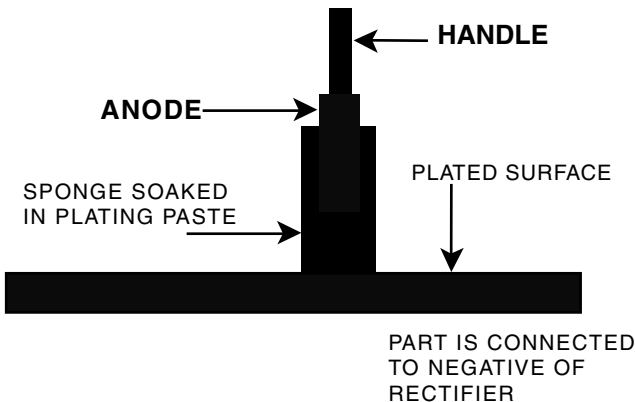 HANDLE
ANODE
PLATED SURFACE
SPONGE SOAKED
IN PLATING PASTE
PART IS CONNECTED
TO NEGATIVE OF
RECTIFIER